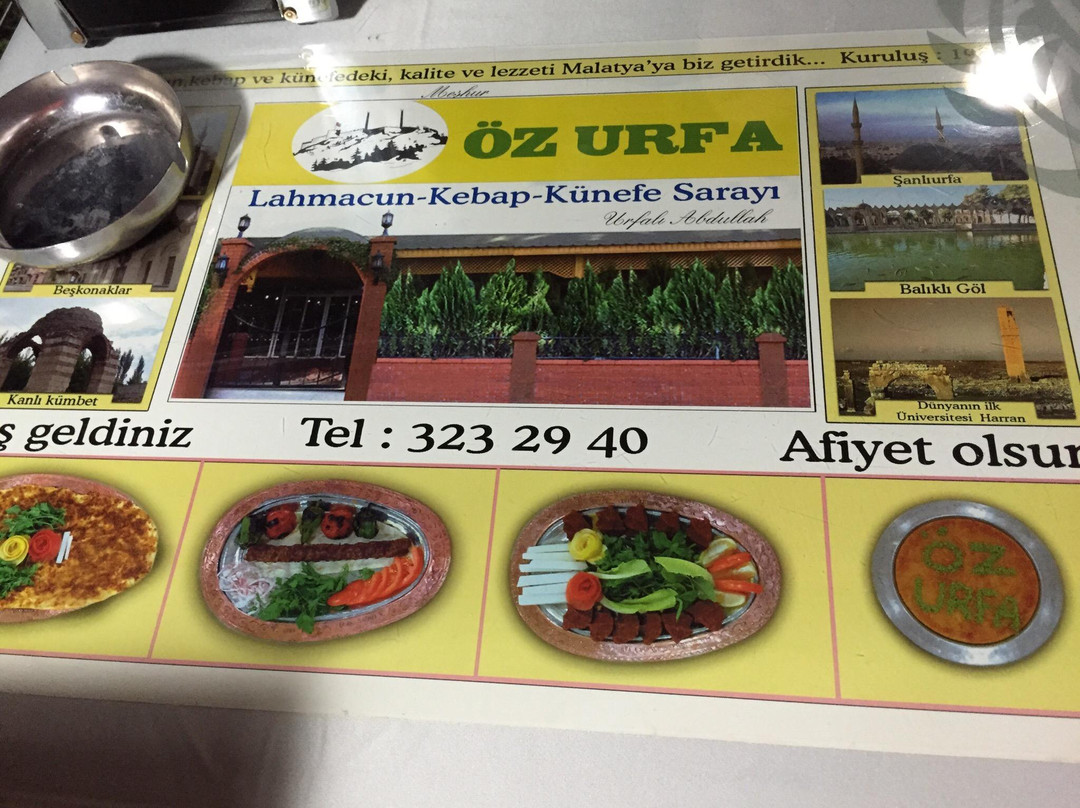 kebap ve künefedeki, kalite ve lezzeti Malatya'ya biz getirdik... Kuruluş :
Meşhur
ÖZ URFA
Lahmacun-Kebap-Künefe Sarayı
Urfalı Abdullah
Şanlıurfa
Balıklı Göl
Dünyanın ilk
Üniversitesi Harran
Beşkonaklar
Kanlı kümbet
ş geldiniz
Tel : 323 29 40
Afiyet olsun
ÖZ
URFA